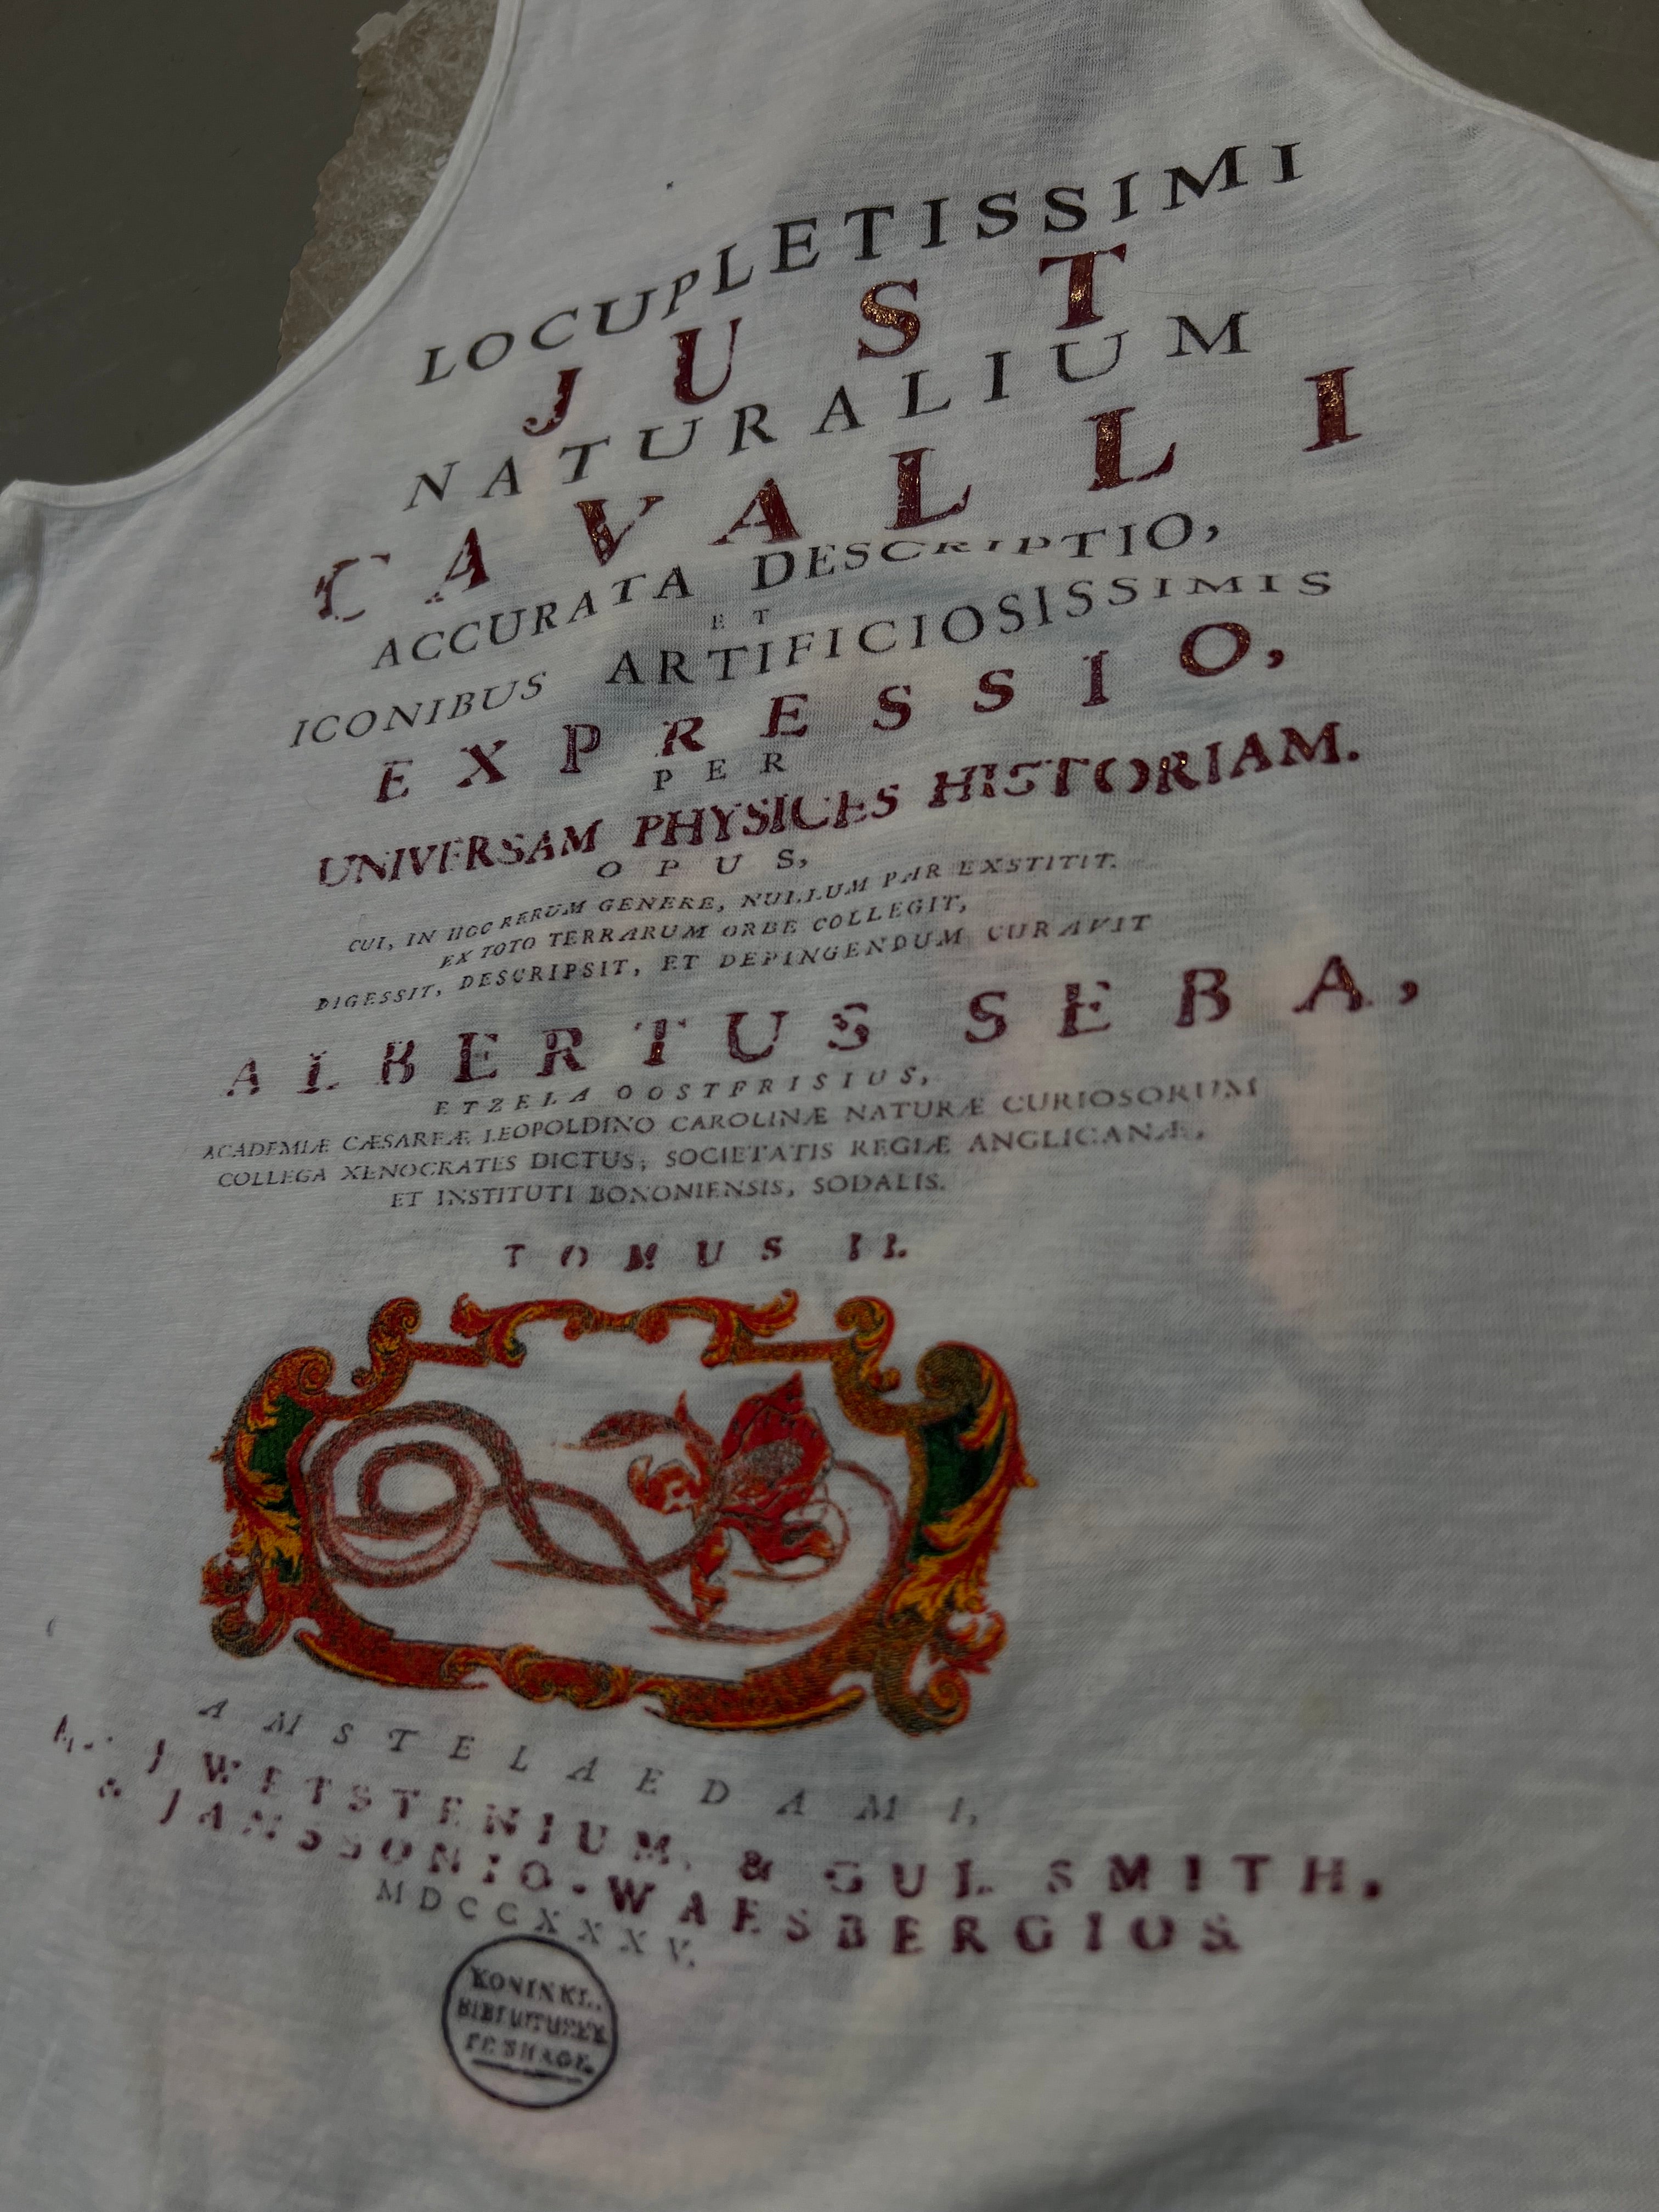 LOCUPLETISSIMI
JUST
NATURALIUM
CAVALLI
ACCURATA DESCRIPTIO,
ET
ICONIBUS ARTIFICIOSISSIMIS
EXPRESSIO,
PER
UNIVERSAM PHYSICES HISTORIAM.
OPUS,
CUI, IN HOC RERUM GENERE, NULLUM PAR EXSTITIT.
EX TOTO TERRARUM ORBE COLLEGIT,
DIGESSIT, DESCRIPSIT, ET DEPINGENDUM CURAVIT
ALBERTUS SEBA,
ETZELA OOSTFRISIUS,
ACADEMIÆ CÆSAREÆ LEOPOLDINO CAROLINÆ NATURÆ CURIOSORUM
COLLEGA XENOCRATES DICTUS; SOCIETATIS REGIÆ ANGLICANÆ,
ET INSTITUTI BONONIENSIS, SODALIS.
TOMUS II.
AMSTELAEDAMI,
J WETSTENIUM, & GUL SMITH,
& JANSSONIO-WAESBERGIOS
MDCCXXXV.
KONINKL.
BIBLIOTHEEK
TE SHAGE.